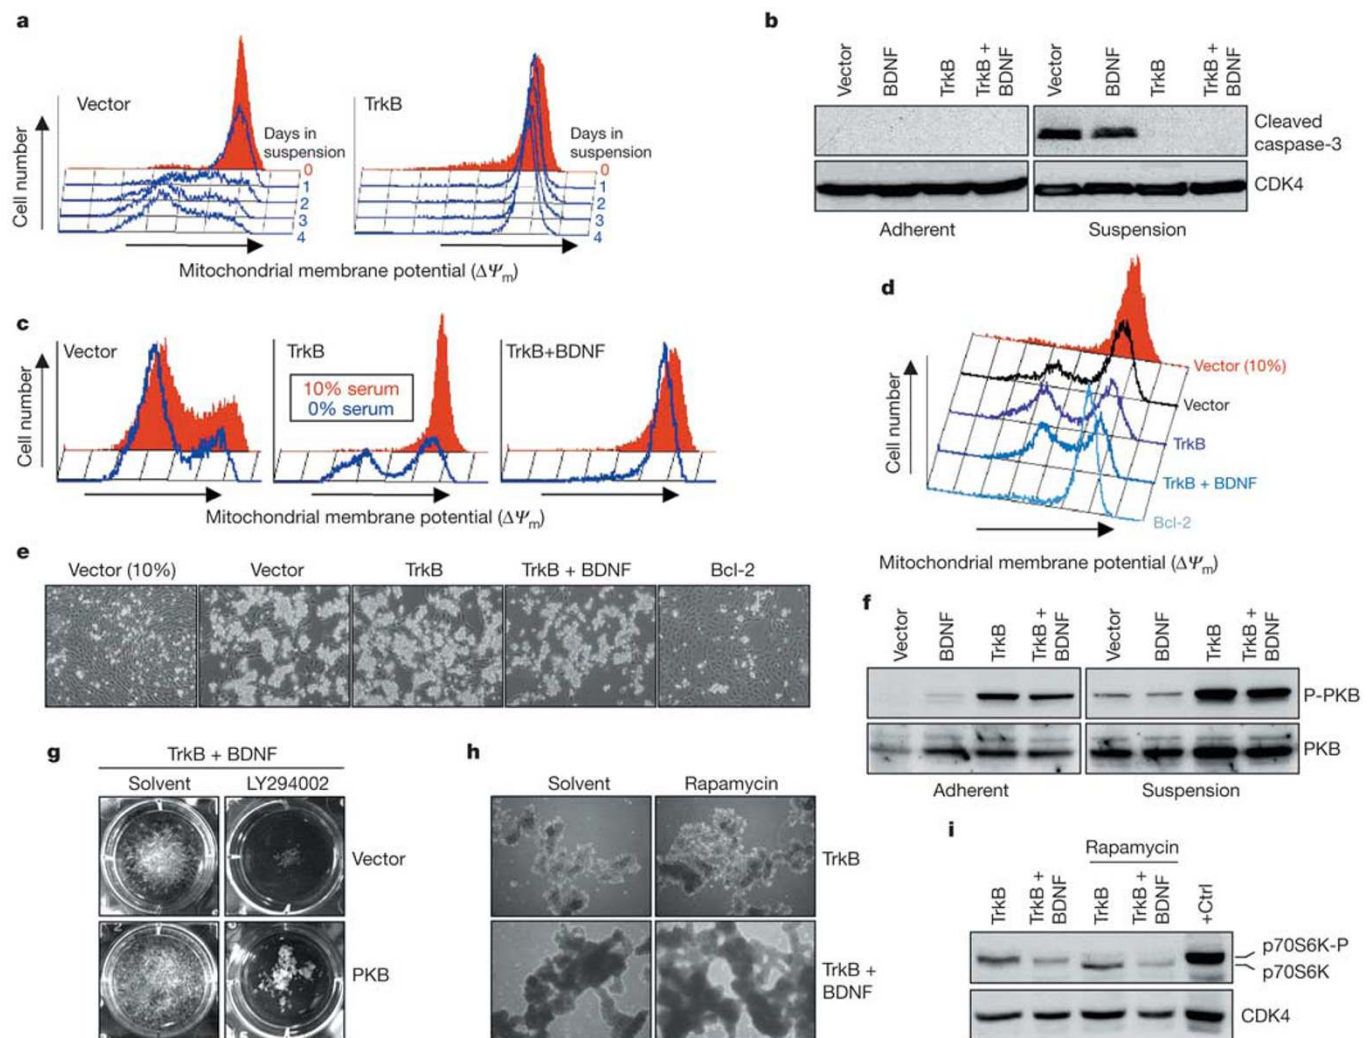 a
Vector
Cell number
Days in
suspension
0
1
2
3
4
TrkB
Days in
suspension
0
1
2
3
4
Mitochondrial membrane potential (ΔΨm)
b
Vector
BDNF
TrkB
TrkB +
BDNF
Vector
BDNF
TrkB
TrkB +
BDNF
Cleaved
caspase-3
CDK4
Adherent
Suspension
c
Vector
Cell number
TrkB
10% serum
0% serum
TrkB+BDNF
Mitochondrial membrane potential (ΔΨm)
d
Cell number
Vector (10%)
Vector
TrkB
TrkB + BDNF
Bcl-2
Mitochondrial membrane potential (ΔΨm)
e
Vector (10%)
Vector
TrkB
TrkB + BDNF
Bcl-2
f
Vector
BDNF
TrkB
TrkB +
BDNF
Vector
BDNF
TrkB
TrkB +
BDNF
P-PKB
PKB
Adherent
Suspension
g
TrkB + BDNF
Solvent
LY294002
Vector
PKB
h
Solvent
Rapamycin
TrkB
TrkB +
BDNF
i
Rapamycin
TrkB
TrkB +
BDNF
TrkB
TrkB +
BDNF
+Ctrl
p70S6K-P
p70S6K
CDK4